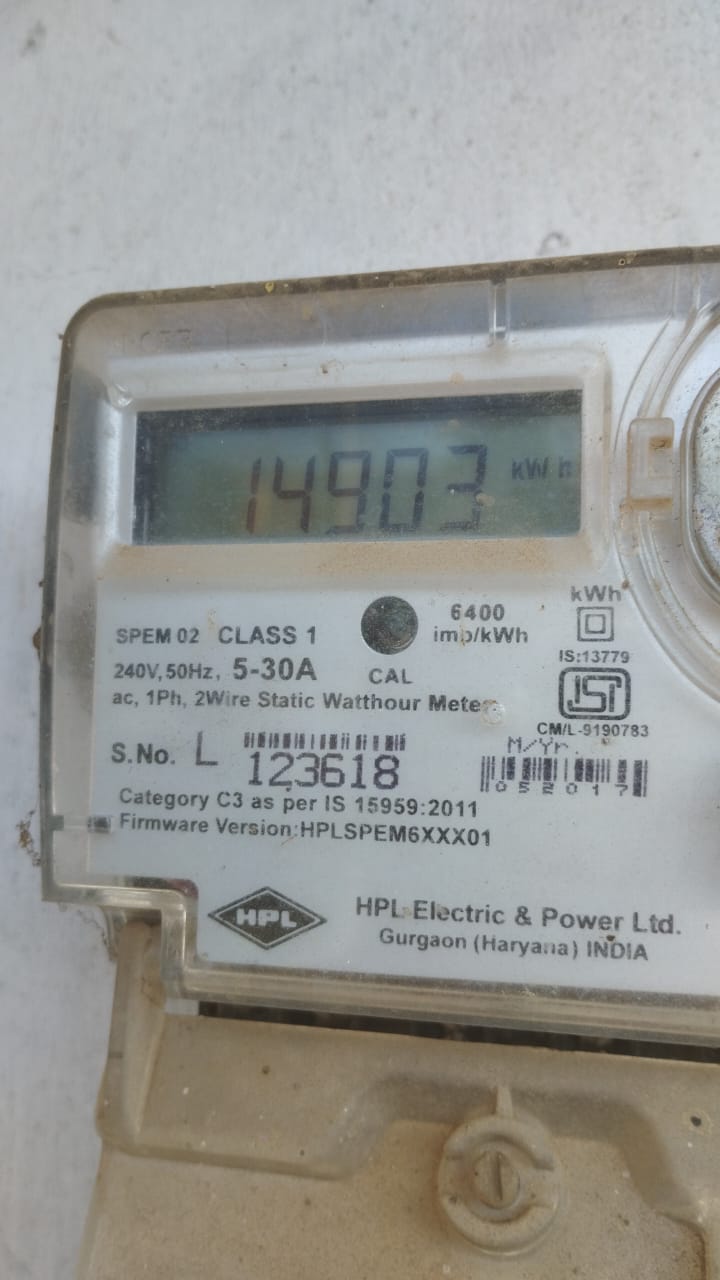 14903 kWh
kWh
SPEM 02 CLASS 1
6400
imp/kWh
240V, 50Hz, 5-30A
CAL
IS:13779
ac, 1Ph, 2Wire Static Watthour Meter
ISI
CM/L-9190783
S.No. L 123618
M/Yr.
052017
Category C3 as per IS 15959:2011
Firmware Version:HPLSPEM6XXX01
HPL
HPL Electric & Power Ltd.
Gurgaon (Haryana) INDIA